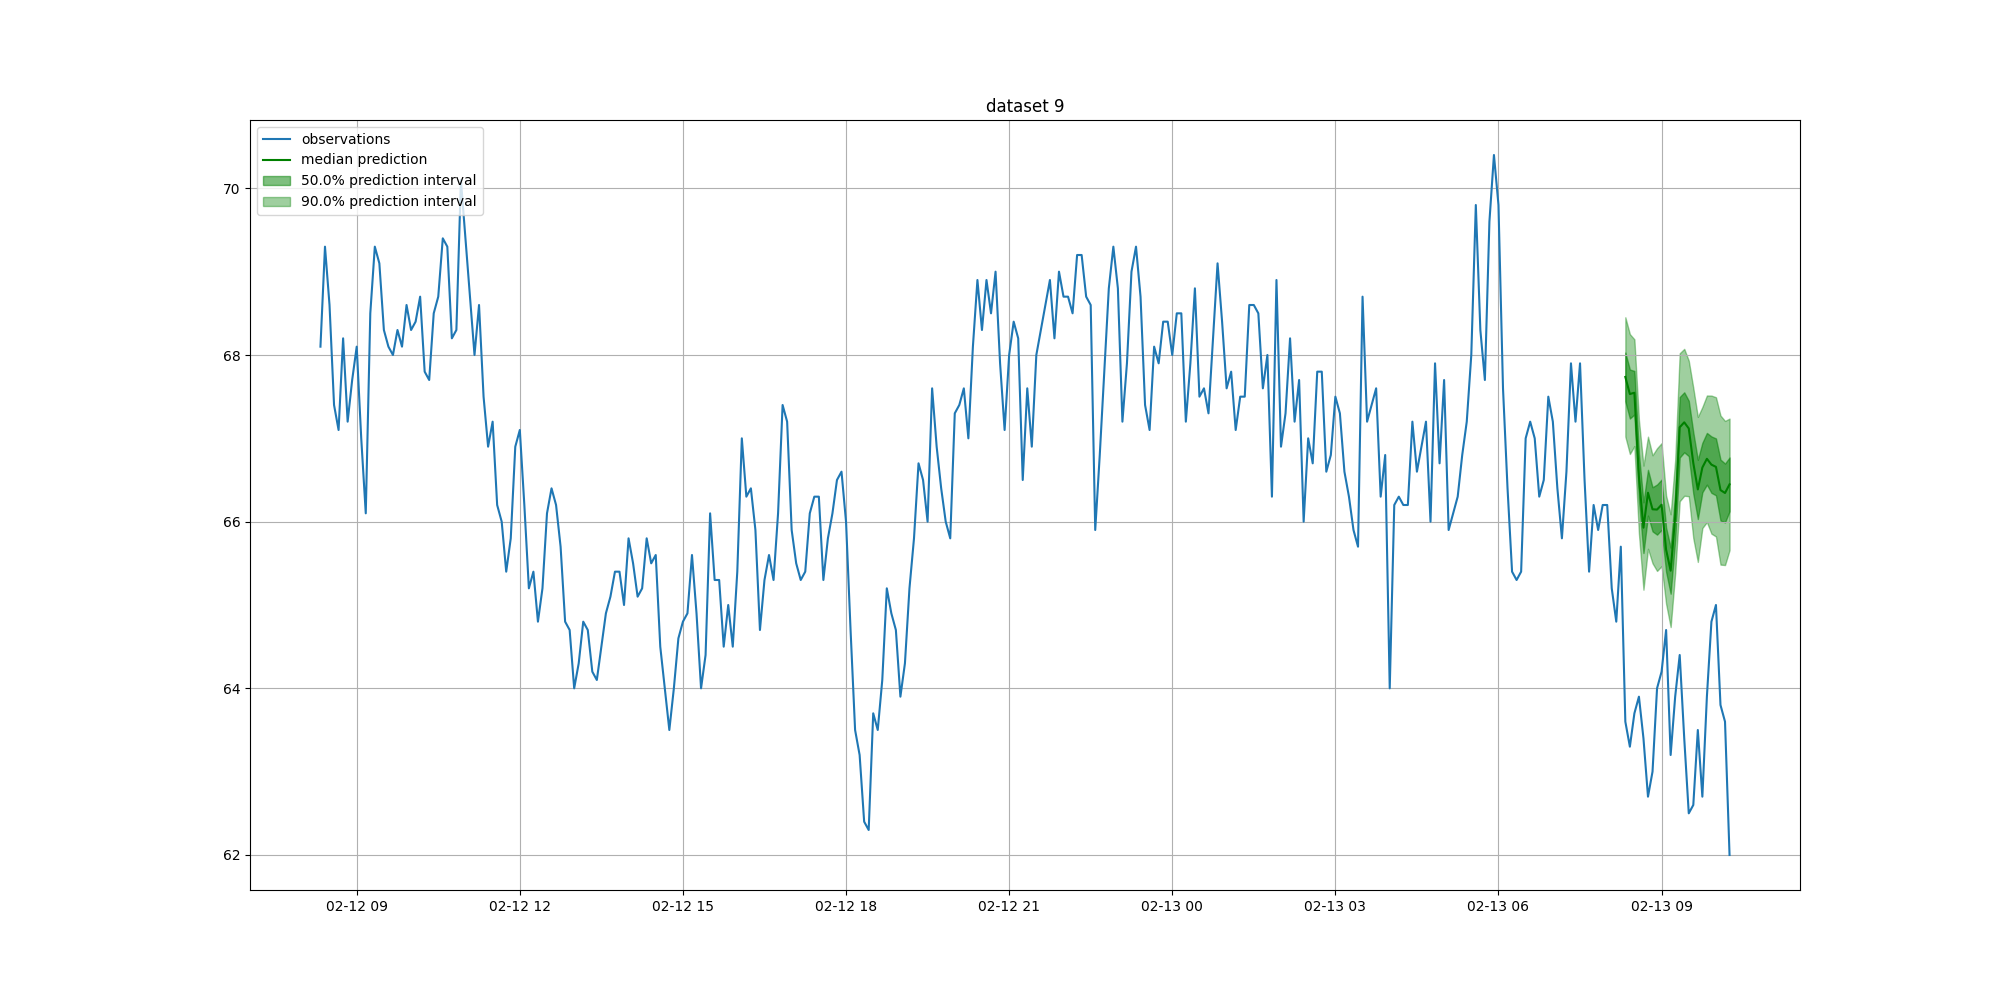 dataset 9
observations
median prediction
50.0% prediction interval
90.0% prediction interval
70
68
66
64
62
02-12 09
02-12 12
02-12 15
02-12 18
02-12 21
02-13 00
02-13 03
02-13 06
02-13 09